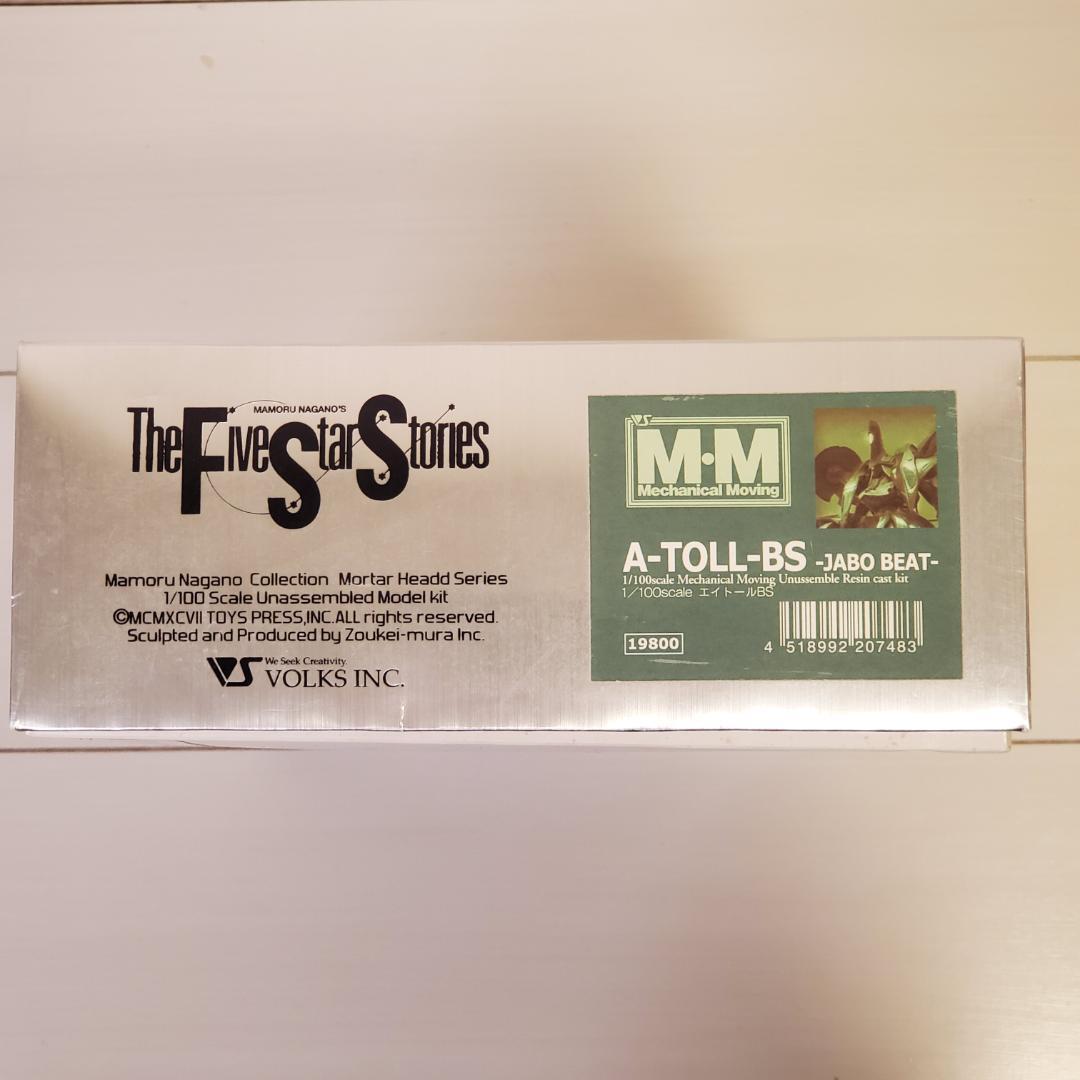 MAMORU NAGANO'S
The Five Star Stories
Mamoru Nagano Collection Mortar Headd Series
1/100 Scale Unassembled Model kit
©MCMXCVII TOYS PRESS,INC.ALL rights reserved.
Sculpted and Produced by Zoukei-mura Inc.
VS We Seek Creativity.
VOLKS INC.
VS
M·M
Mechanical Moving
A-TOLL-BS -JABO BEAT-
1/100scale Mechanical Moving Unussemble Resin cast kit
1/100scale エイトールBS
19800
4 518992 207483